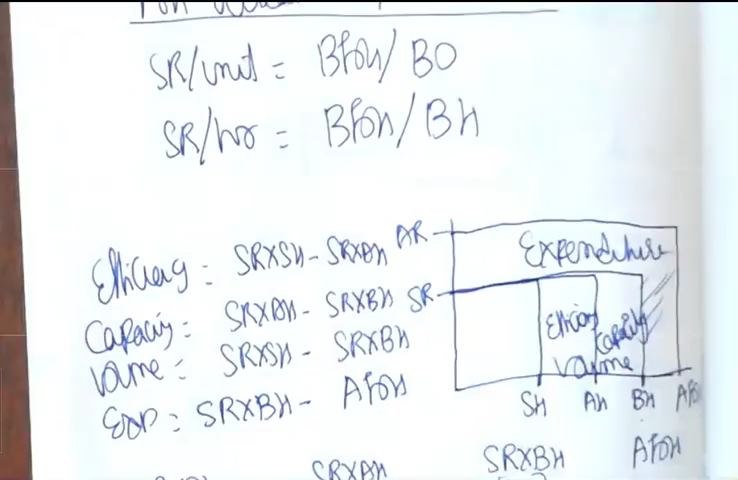 SR/unit = BFOH/ BO
SR/hr = BFOH/BH
Efficiency : SRXSH - SRXAH
Capacity : SRXAH - SRXBH
Volume : SRXSH - SRXBH
EXP : SRXBH - AFOH
AR
SR
Expenditure
Efficiency
Capacity
Volume
SH AH BH
SRXAH SRXBH AFOH